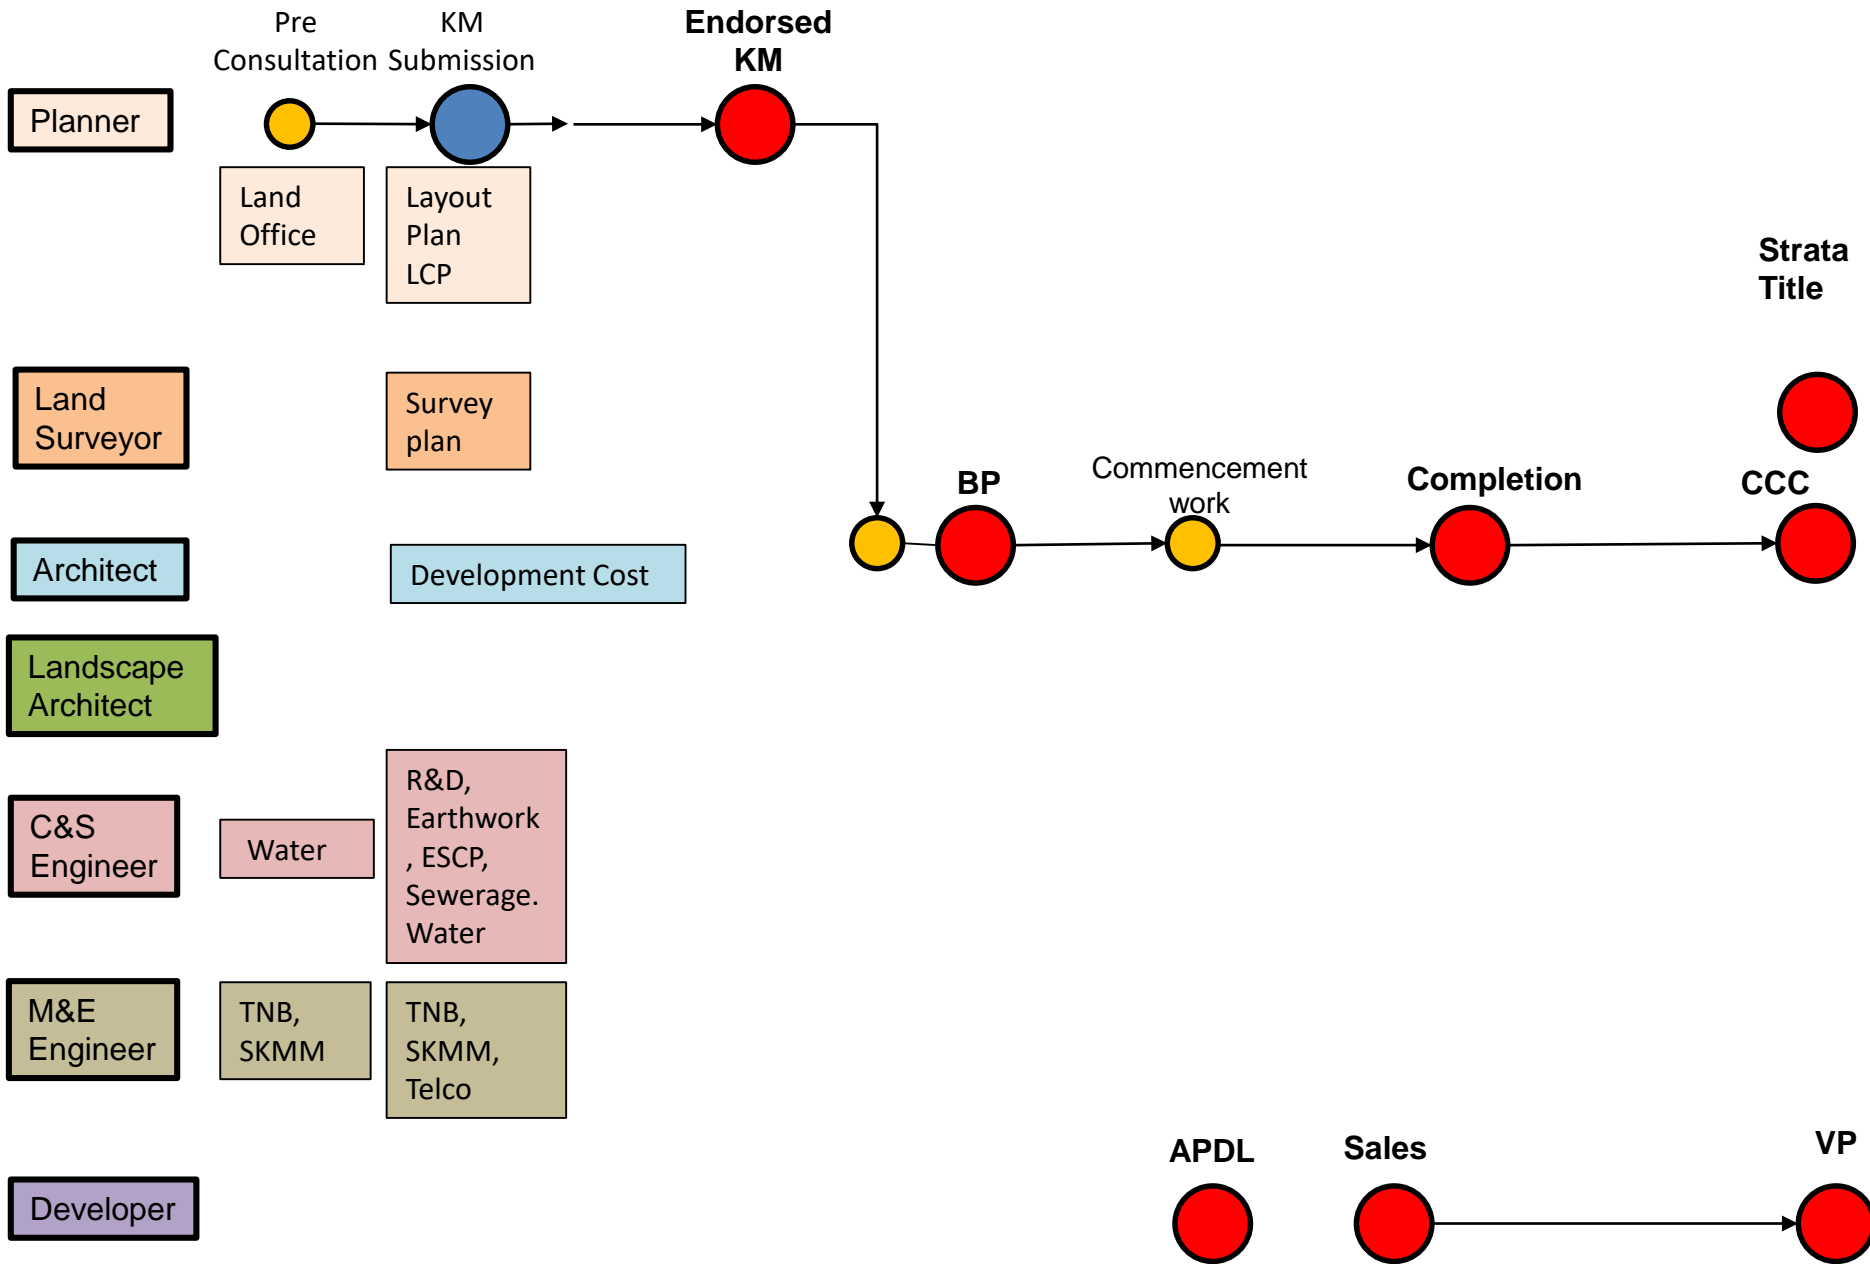 Pre
Consultation
KM
Submission
Endorsed
KM
Planner
Land
Office
Layout
Plan
LCP
Strata
Title
Land
Surveyor
Survey
plan
BP
Commencement
work
Completion
CCC
Architect
Development Cost
Landscape
Architect
C&S
Engineer
Water
R&D,
Earthwork
, ESCP,
Sewerage.
Water
M&E
Engineer
TNB,
SKMM
TNB,
SKMM,
Telco
APDL
Sales
VP
Developer